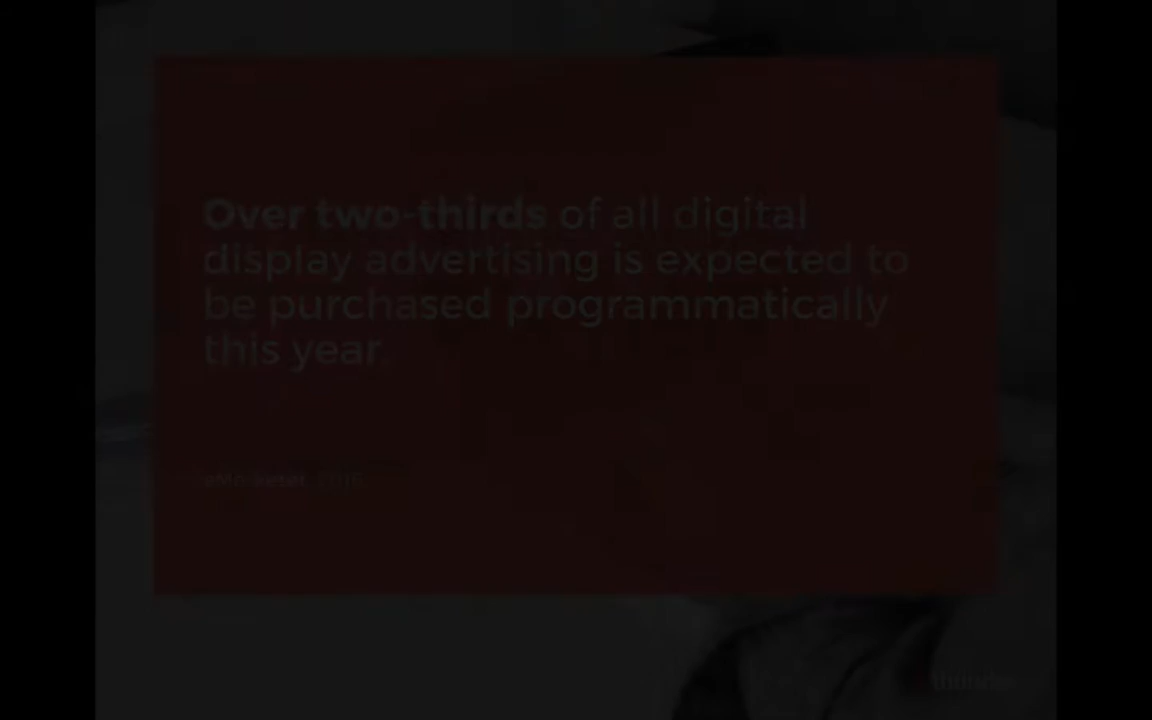 Over two-thirds of all digital
display advertising is expected to
be purchased programmatically
this year.